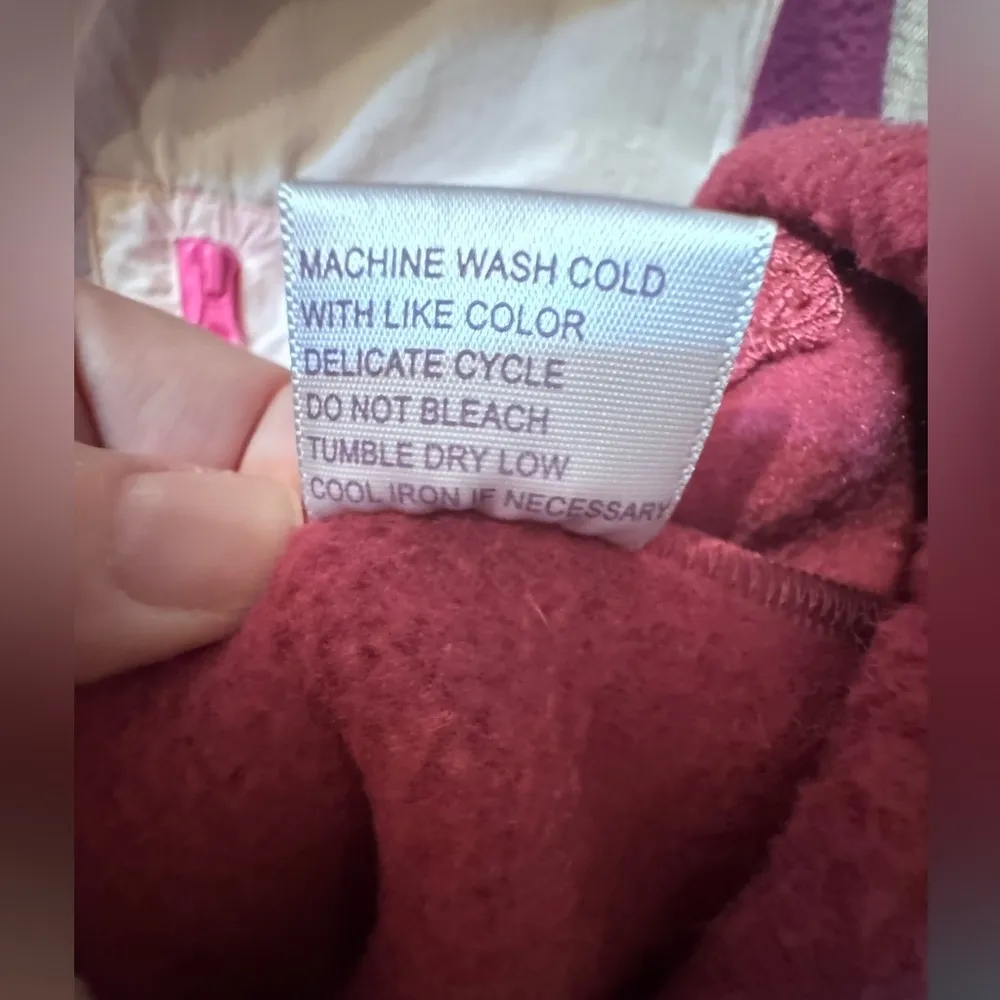 MACHINE WASH COLD
WITH LIKE COLOR
DELICATE CYCLE
DO NOT BLEACH
TUMBLE DRY LOW
COOL IRON IF NECESSARY